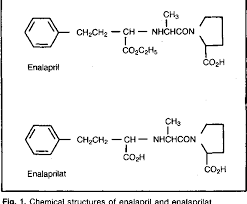 CH3
CH2CH2 — CH — NHCHCON
CO2C2H5
CO2H
Enalapril
CH3
CH2CH2 — CH — NHCHCON
CO2H
CO2H
Enalaprilat
Fig. 1. Chemical structures of enalapril and enalaprilat